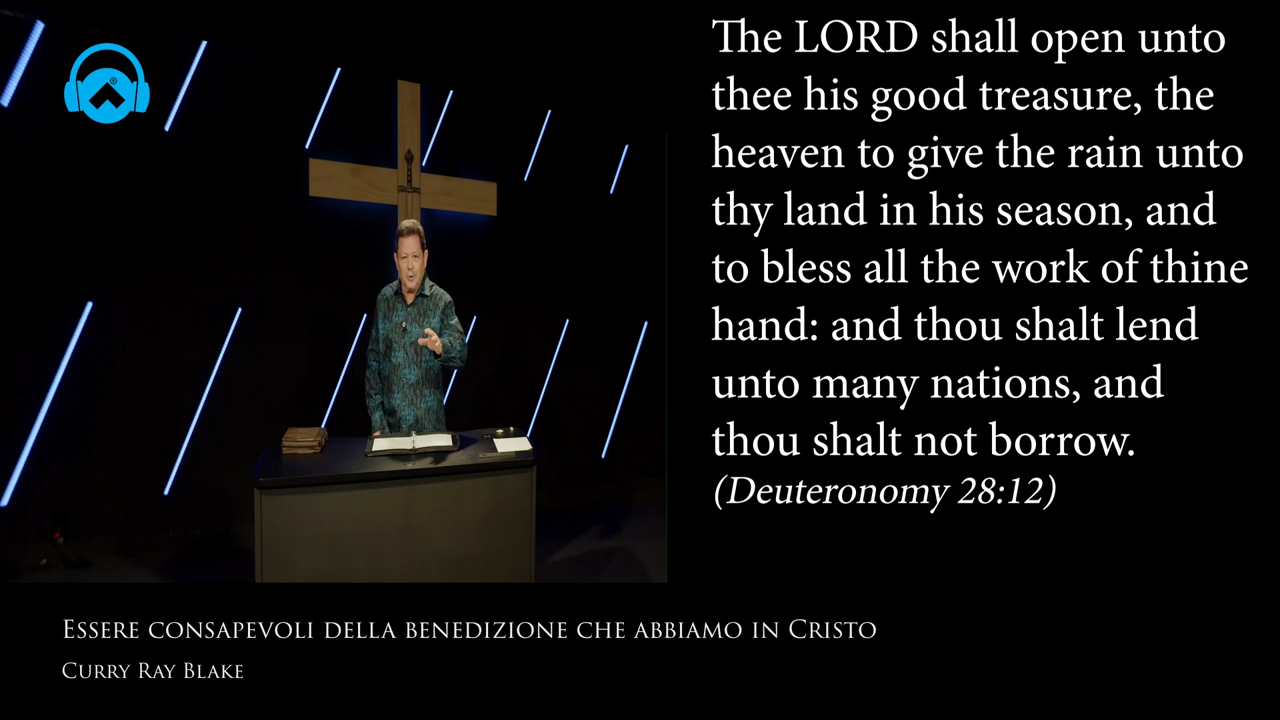 The LORD shall open unto
thee his good treasure, the
heaven to give the rain unto
thy land in his season, and
to bless all the work of thine
hand: and thou shalt lend
unto many nations, and
thou shalt not borrow.
(Deuteronomy 28:12)
Essere consapevoli della benedizione che abbiamo in Cristo
Curry Ray Blake